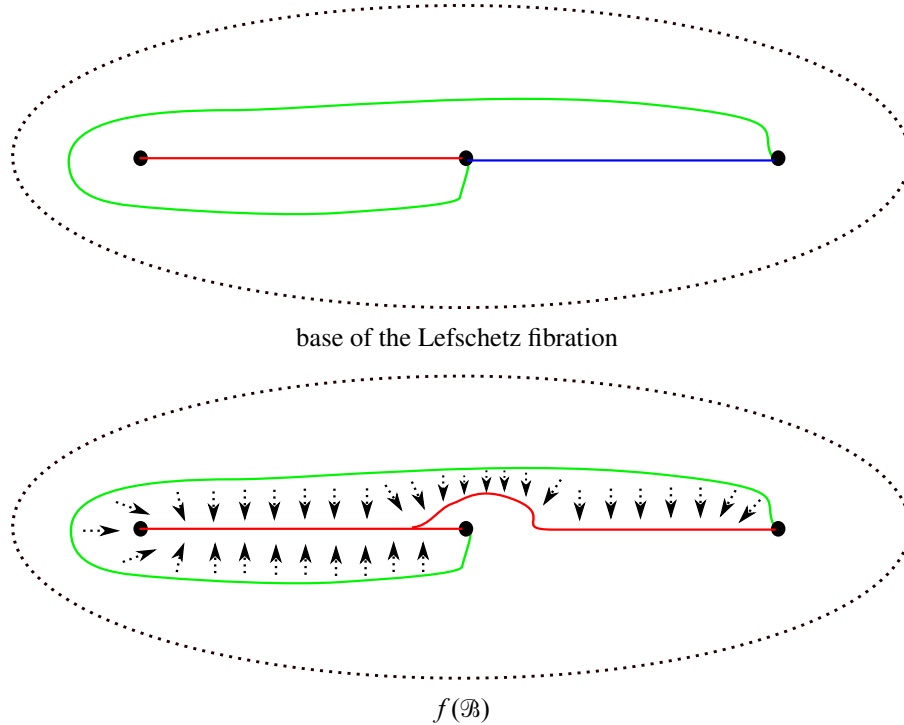 base of the Lefschetz fibration
f(ℬ)